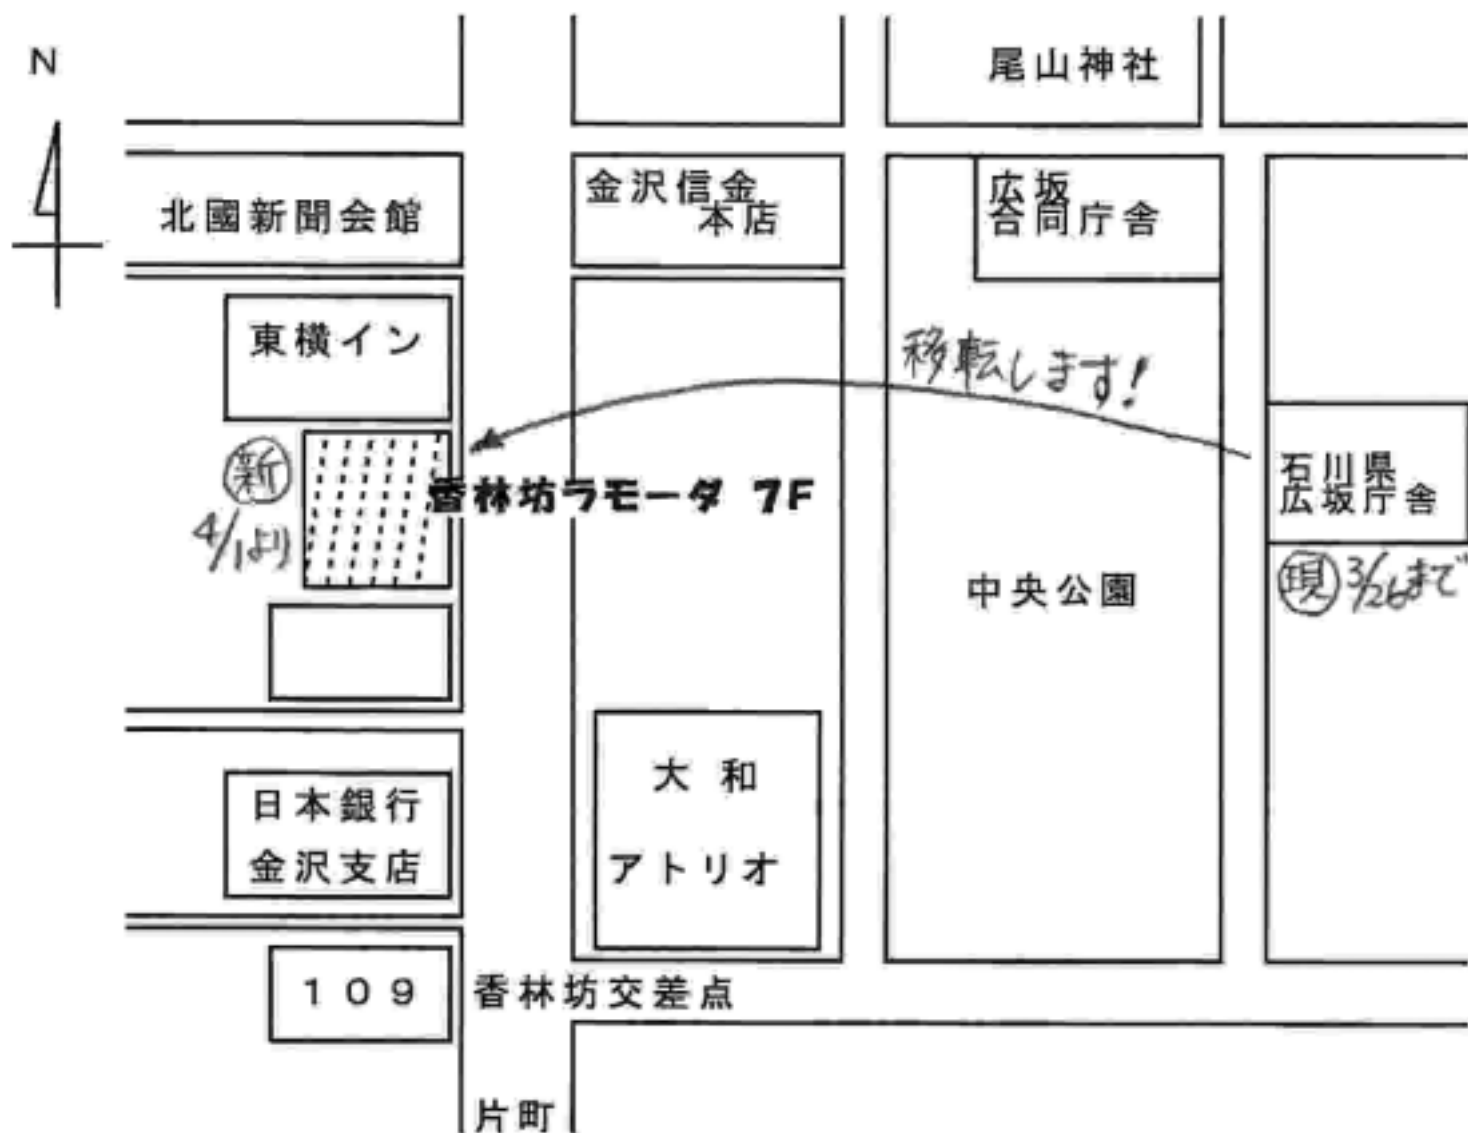 N
尾山神社
北國新聞会館
金沢信金
本店
広坂
合同庁舎
東横イン
移転します!
新
4/1より
香林坊ラモーダ 7F
石川県
広坂庁舎
現 3/26まで
中央公園
大和
アトリオ
日本銀行
金沢支店
109
香林坊交差点
片町